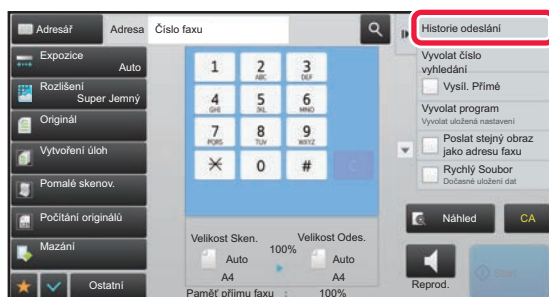 Adresář
Adresa
Číslo faxu
Historie odeslání
Expozice
Auto
Rozlišení
Super Jemný
Originál
Vytvoření úloh
Pomalé skenov.
Počítání originálů
Mazání
Ostatní
1
2
ABC
3
DEF
4
GHI
5
JKL
6
MNO
7
PQRS
8
TUV
9
WXYZ
0
#
C
Velikost Sken.
100%
Velikost Odes.
Auto
A4
Auto
A4
Paměť příjmu faxu : 100%
Vyvolat číslo
vyhledání
Vysíl. Přímé
Vyvolat program
Vyvolat uložená nastavení
Poslat stejný obraz
jako adresu faxu
Rychlý Soubor
Dočasné uložení dat
Náhled
CA
Reprod.
Start